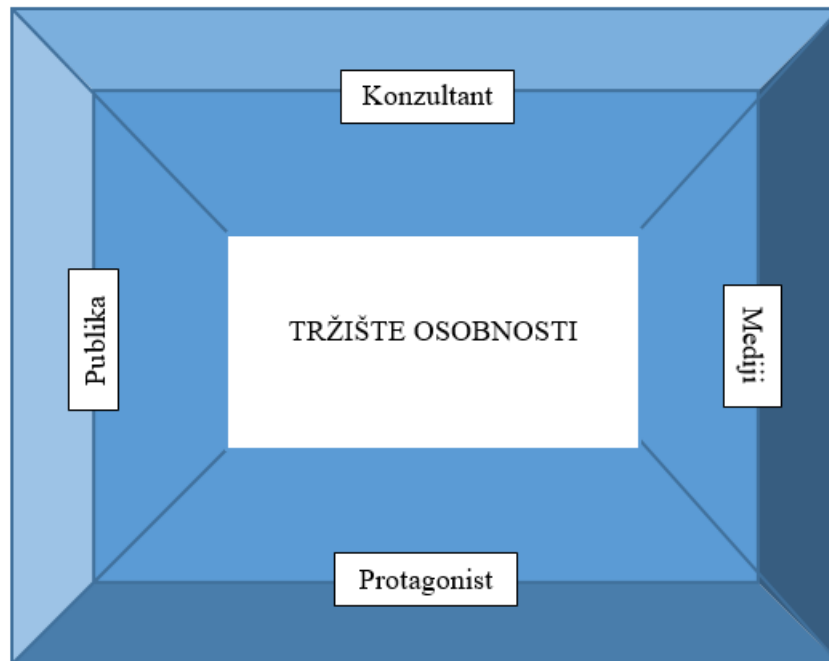 Konzultant
Publika
TRŽIŠTE OSOBNOSTI
Mediji
Protagonist